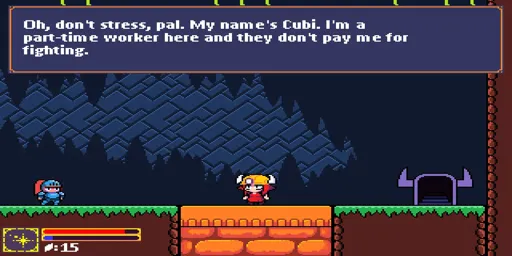 Oh, don't stress, pal. My name's Cubi. I'm a
part-time worker here and they don't pay me for
fighting.
:15